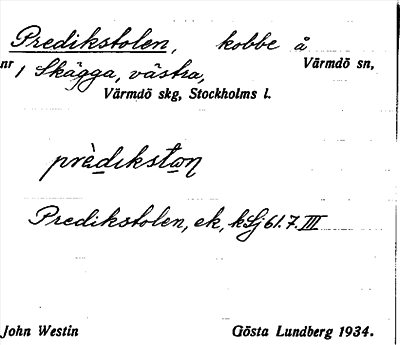 Predikstolen, kobbe å
nr 1 Skägga, västra, Värmdö sn,
Värmdö skg, Stockholms l.
prèdikstan
Predikstolen, ek, kSj 61.7.III
John Westin Gösta Lundberg 1934.